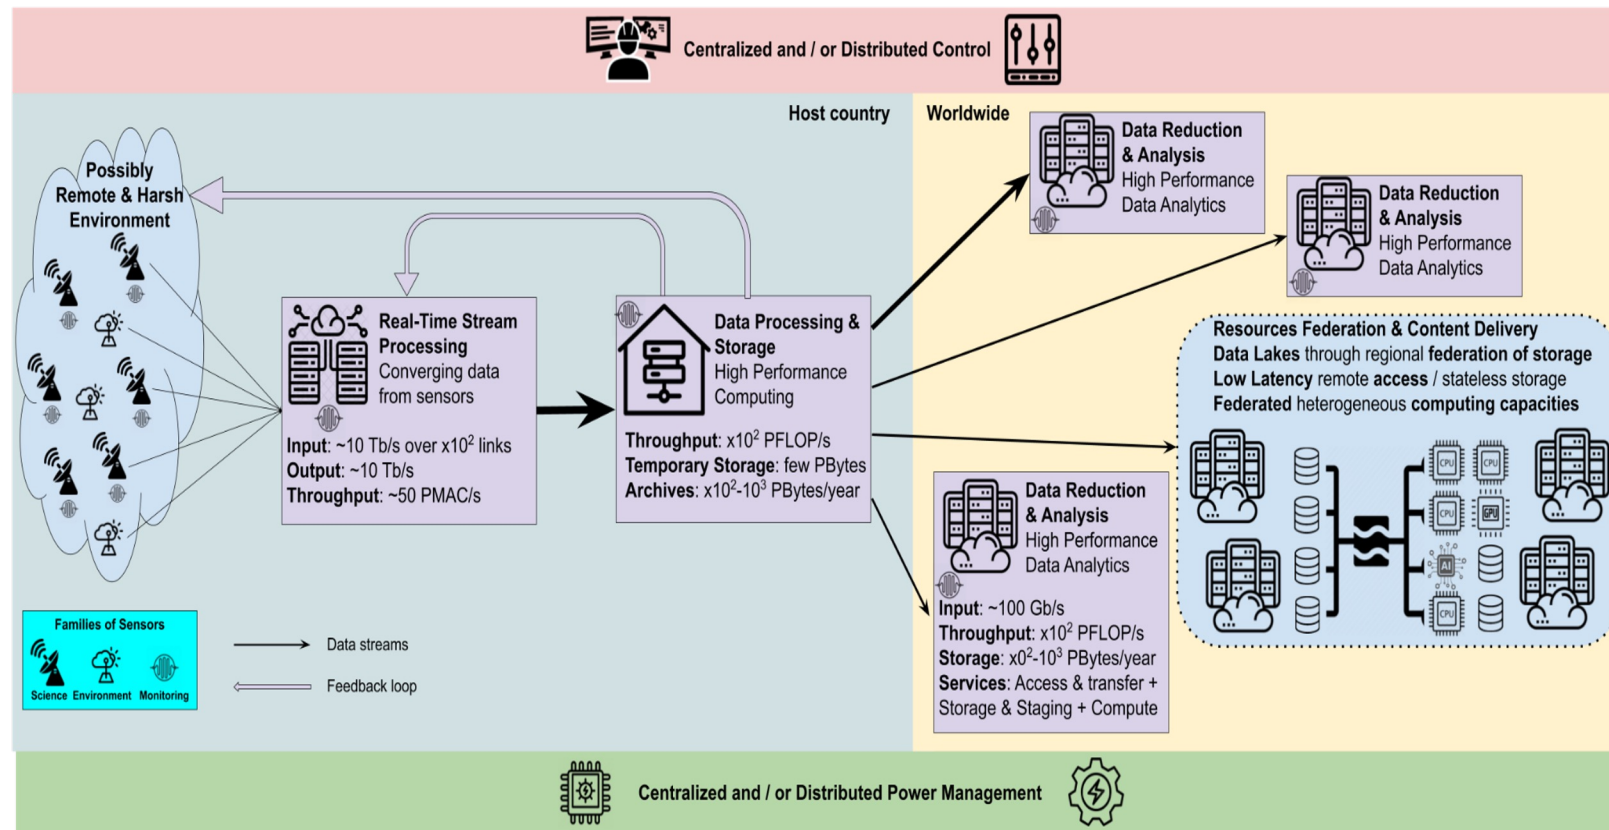 Centralized and / or Distributed Control
Host country
Worldwide
Possibly
Remote & Harsh
Environment
Real-Time Stream
Processing
Converging data
from sensors
Input: ~10 Tb/s over x10² links
Output: ~10 Tb/s
Throughput: ~50 PMAC/s
Data Processing &
Storage
High Performance
Computing
Throughput: x10² PFLOP/s
Temporary Storage: few PBytes
Archives: x10²-10³ PBytes/year
Data Reduction
& Analysis
High Performance
Data Analytics
Data Reduction
& Analysis
High Performance
Data Analytics
Resources Federation & Content Delivery
Data Lakes through regional federation of storage
Low Latency remote access / stateless storage
Federated heterogeneous computing capacities
CPU
CPU
CPU
GPU
AI
CPU
Data Reduction
& Analysis
High Performance
Data Analytics
Input: ~100 Gb/s
Throughput: x10² PFLOP/s
Storage: x0²-10³ PBytes/year
Services: Access & transfer +
Storage & Staging + Compute
Families of Sensors
Science Environment Monitoring
Data streams
Feedback loop
Centralized and / or Distributed Power Management